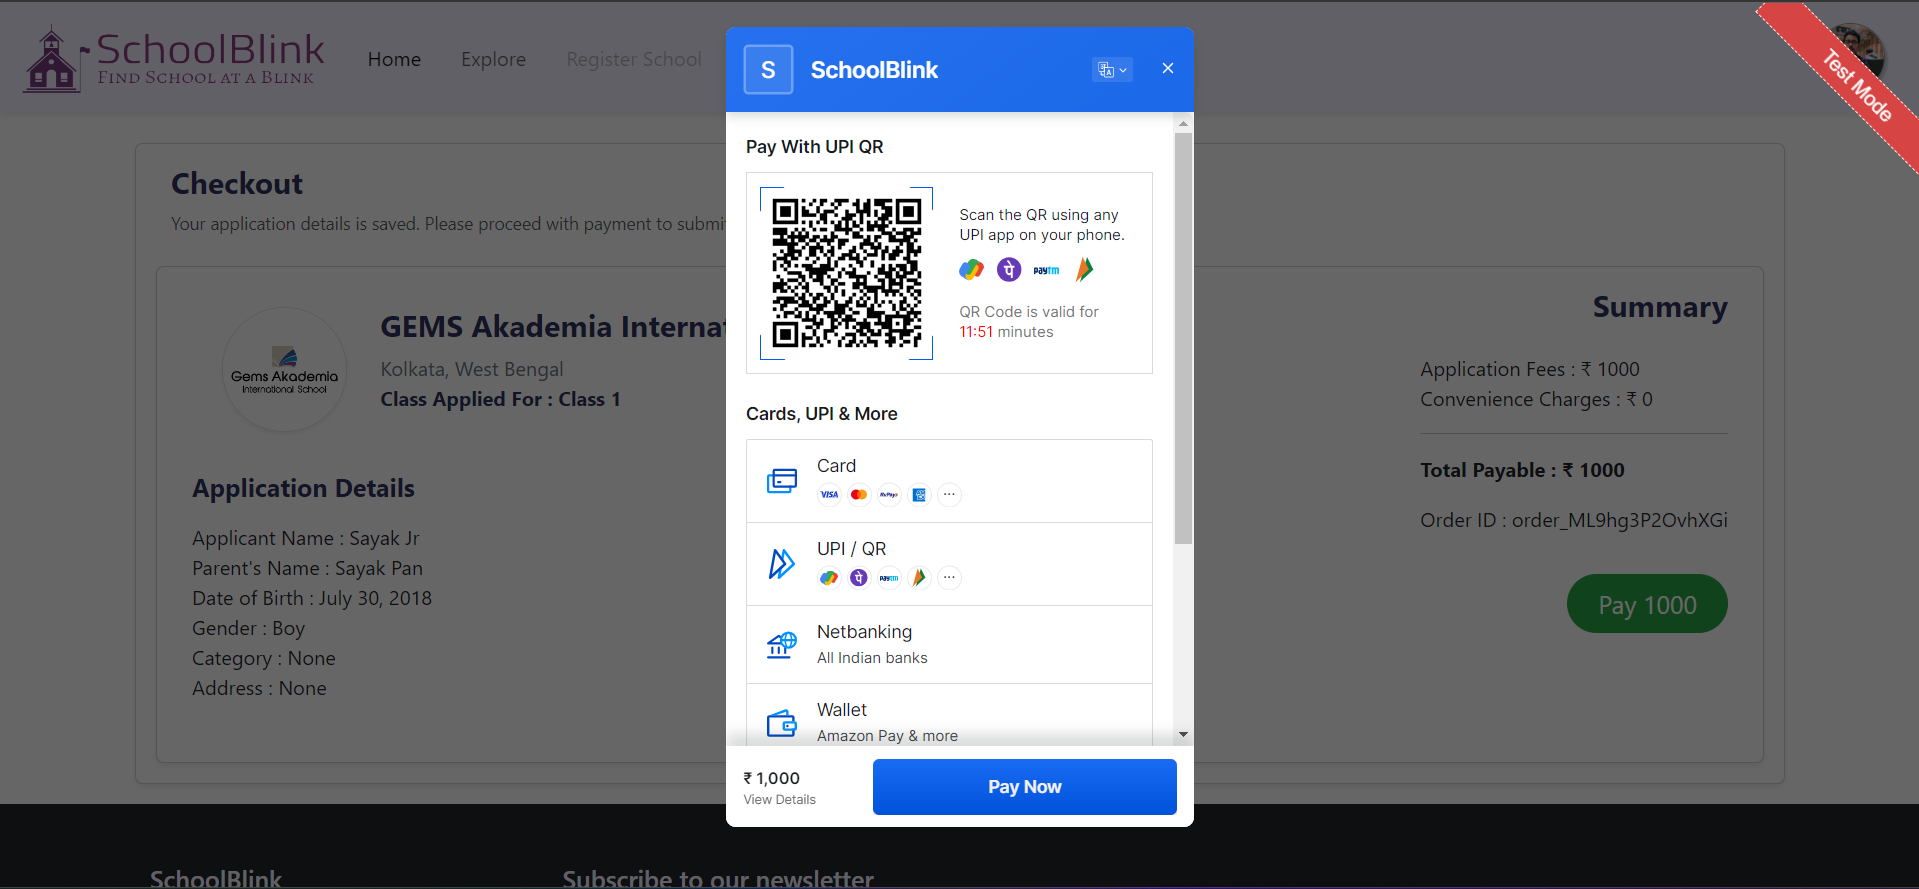 SchoolBlink
FIND SCHOOL AT A BLINK
Home
Explore
Register School
Test Mode
Checkout
Your application details is saved. Please proceed with payment to submi
GEMS Akademia Interna
Kolkata, West Bengal
Class Applied For : Class 1
Gems Akademia
International School
Application Details
Applicant Name : Sayak Jr
Parent's Name : Sayak Pan
Date of Birth : July 30, 2018
Gender : Boy
Category : None
Address : None
S
SchoolBlink
Pay With UPI QR
Scan the QR using any
UPI app on your phone.
paytm
QR Code is valid for
11:51 minutes
Cards, UPI & More
Card
VISA
RuPay
UPI / QR
paytm
Netbanking
All Indian banks
Wallet
Amazon Pay & more
₹ 1,000
View Details
Pay Now
Summary
Application Fees : ₹ 1000
Convenience Charges : ₹ 0
Total Payable : ₹ 1000
Order ID : order_ML9hg3P2OvhXGi
Pay 1000
SchoolBlink
Subscribe to our newsletter